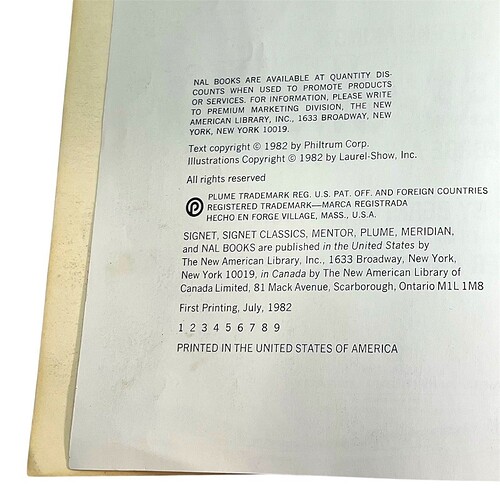 NAL BOOKS ARE AVAILABLE AT QUANTITY DIS-
COUNTS WHEN USED TO PROMOTE PRODUCTS
OR SERVICES. FOR INFORMATION, PLEASE WRITE
TO PREMIUM MARKETING DIVISION, THE NEW
AMERICAN LIBRARY, INC., 1633 BROADWAY, NEW
YORK, NEW YORK 10019.
Text copyright © 1982 by Philtrum Corp.
Illustrations Copyright © 1982 by Laurel-Show, Inc.
All rights reserved
PLUME TRADEMARK REG. U.S. PAT. OFF. AND FOREIGN COUNTRIES
REGISTERED TRADEMARK—MARCA REGISTRADA
HECHO EN FORGE VILLAGE, MASS., U.S.A.
SIGNET, SIGNET CLASSICS, MENTOR, PLUME, MERIDIAN,
and NAL BOOKS are published in the United States by
The New American Library, Inc., 1633 Broadway, New York,
New York 10019, in Canada by The New American Library of
Canada Limited, 81 Mack Avenue, Scarborough, Ontario M1L 1M8
First Printing, July, 1982
1 2 3 4 5 6 7 8 9
PRINTED IN THE UNITED STATES OF AMERICA